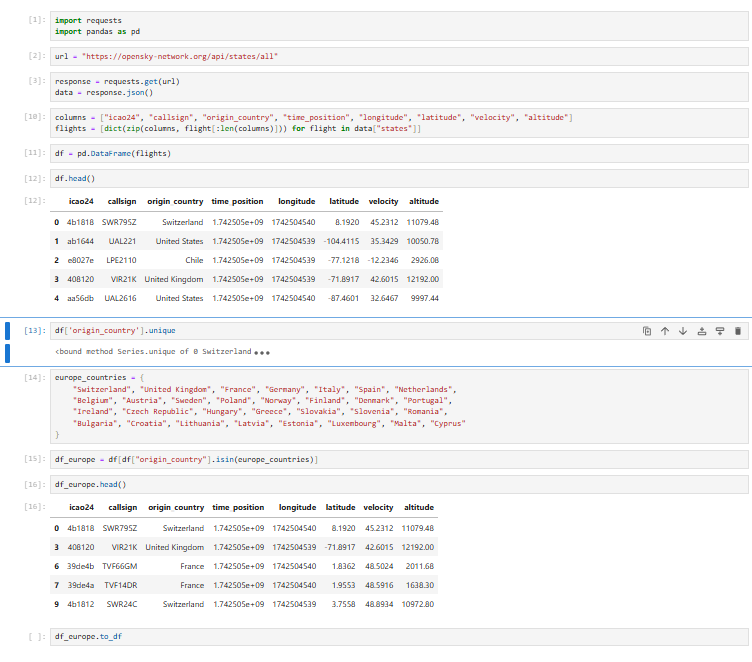 [1]: import requests
import pandas as pd
[2]: url = "https://opensky-network.org/api/states/all"
[3]: response = requests.get(url)
data = response.json()
[10]: columns = ["icao24", "callsign", "origin_country", "time_position", "longitude", "latitude", "velocity", "altitude"]
flights = [dict(zip(columns, flight[:len(columns)])) for flight in data["states"]]
[11]: df = pd.DataFrame(flights)
[12]: df.head()
[12]: icao24 callsign origin_country time_position longitude latitude velocity altitude
0 4b1818 SWR795Z Switzerland 1.742505e+09 1742504540 8.1920 45.2312 11079.48
1 ab1644 UAL221 United States 1.742505e+09 1742504539 -104.4115 35.3429 10050.78
2 e8027e LPE2110 Chile 1.742505e+09 1742504539 -77.1218 -12.2346 2926.08
3 408120 VIR21K United Kingdom 1.742505e+09 1742504539 -71.8917 42.6015 12192.00
4 aa56db UAL2616 United States 1.742505e+09 1742504540 -87.4601 32.6467 9997.44
[13]: df['origin_country'].unique
<bound method Series.unique of 0 Switzerland •••
[14]: europe_countries = {
"Switzerland", "United Kingdom", "France", "Germany", "Italy", "Spain", "Netherlands",
"Belgium", "Austria", "Sweden", "Poland", "Norway", "Finland", "Denmark", "Portugal",
"Ireland", "Czech Republic", "Hungary", "Greece", "Slovakia", "Slovenia", "Romania",
"Bulgaria", "Croatia", "Lithuania", "Latvia", "Estonia", "Luxembourg", "Malta", "Cyprus"
}
[15]: df_europe = df[df["origin_country"].isin(europe_countries)]
[16]: df_europe.head()
[16]: icao24 callsign origin_country time_position longitude latitude velocity altitude
0 4b1818 SWR795Z Switzerland 1.742505e+09 1742504540 8.1920 45.2312 11079.48
3 408120 VIR21K United Kingdom 1.742505e+09 1742504539 -71.8917 42.6015 12192.00
6 39de4b TVF66GM France 1.742505e+09 1742504540 1.8362 48.5024 2011.68
7 39de4a TVF14DR France 1.742505e+09 1742504540 1.9553 48.5916 1638.30
9 4b1812 SWR24C Switzerland 1.742505e+09 1742504539 3.7558 48.8934 10972.80
[ ]: df_europe.to_df